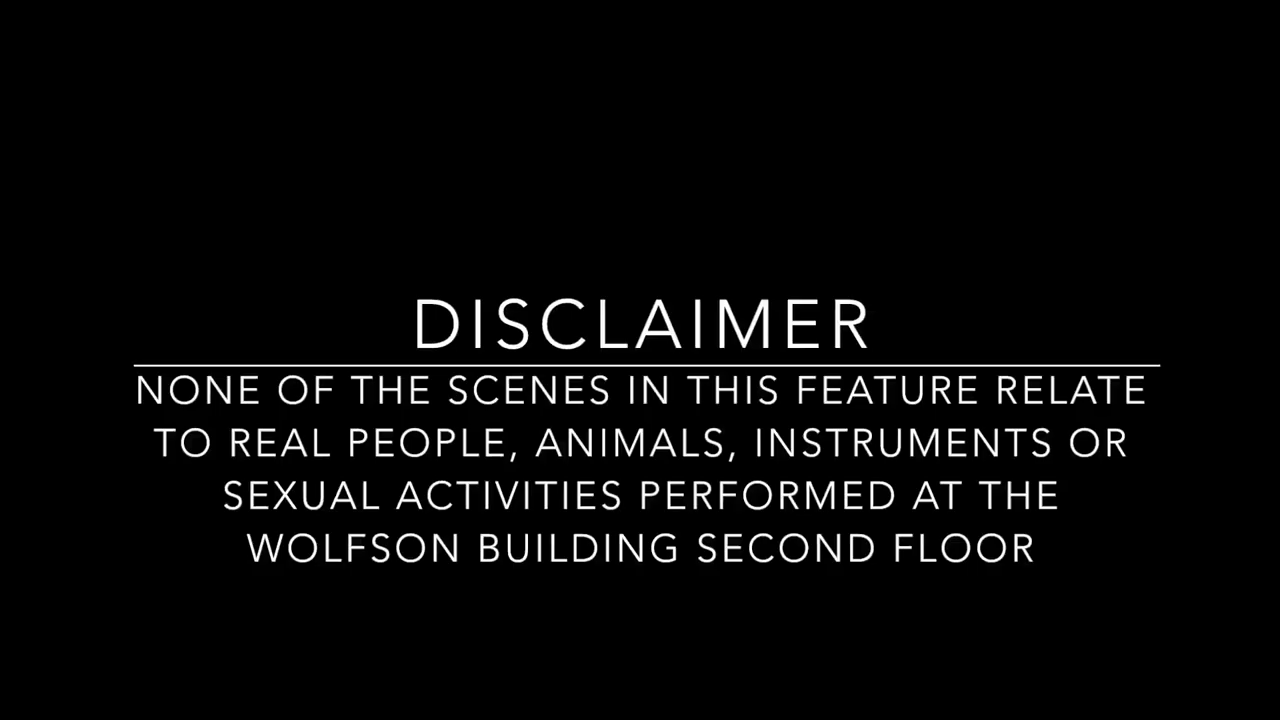 DISCLAIMER
NONE OF THE SCENES IN THIS FEATURE RELATE
TO REAL PEOPLE, ANIMALS, INSTRUMENTS OR
SEXUAL ACTIVITIES PERFORMED AT THE
WOLFSON BUILDING SECOND FLOOR